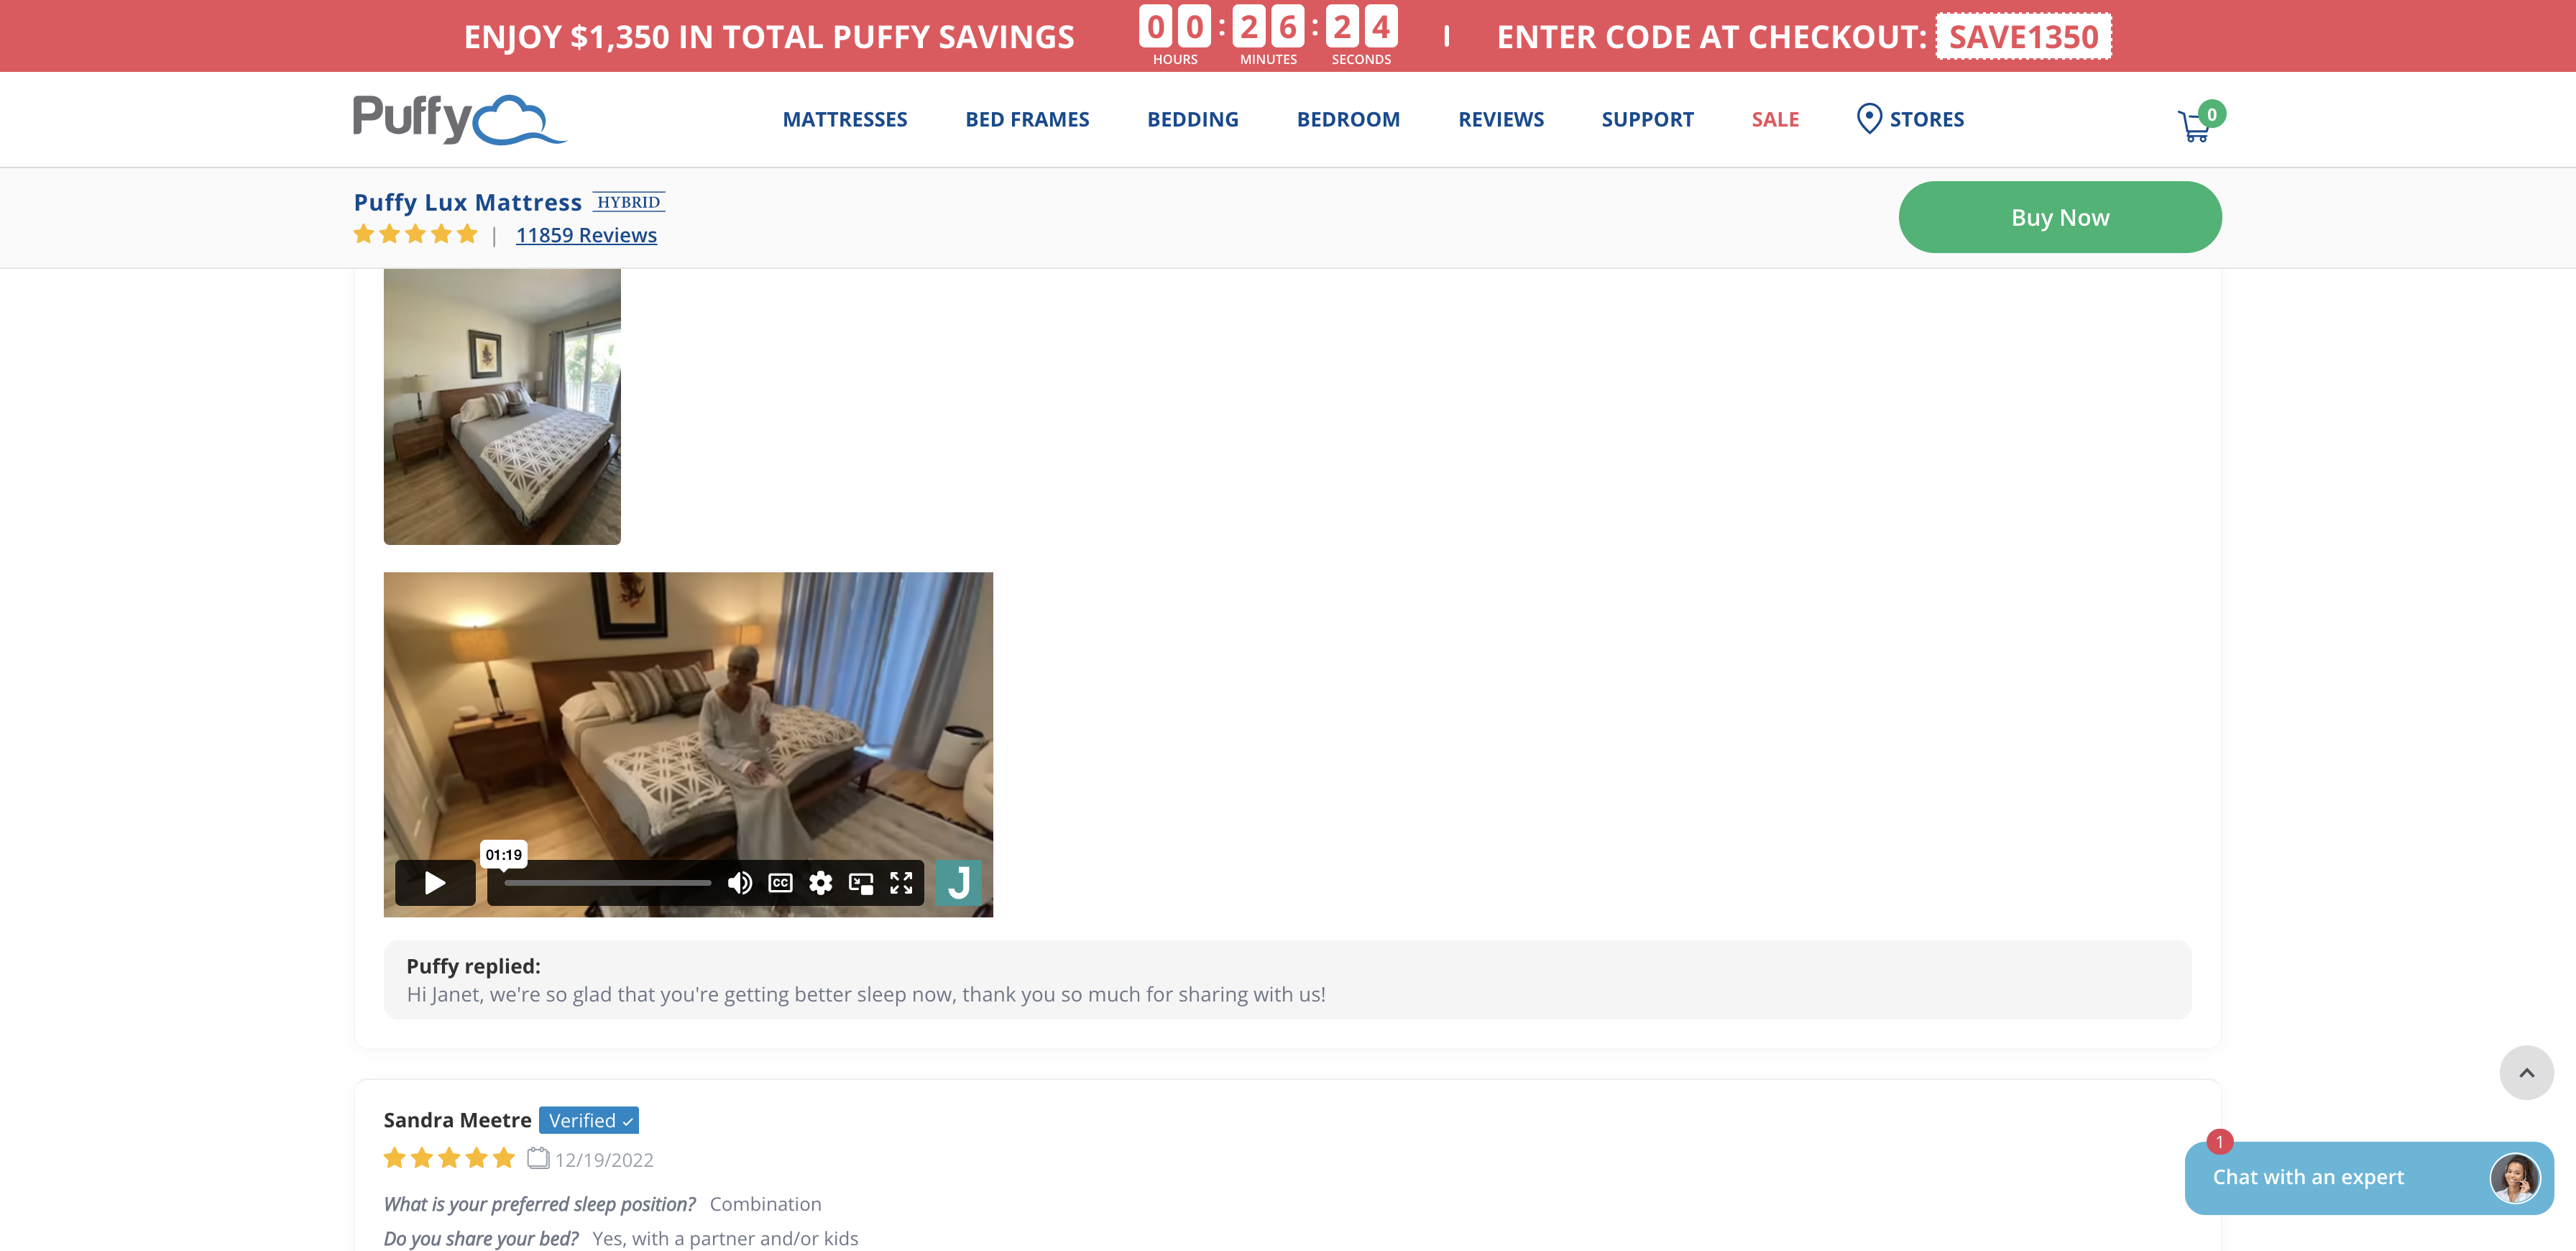 ENJOY $1,350 IN TOTAL PUFFY SAVINGS 00 : 26 : 24 | ENTER CODE AT CHECKOUT: SAVE1350
HOURS MINUTES SECONDS
Puffy MATTRESSES BED FRAMES BEDDING BEDROOM REVIEWS SUPPORT SALE STORES 0
Puffy Lux Mattress HYBRID
| 11859 Reviews
Buy Now
01:19
CC
J
Puffy replied:
Hi Janet, we're so glad that you're getting better sleep now, thank you so much for sharing with us!
Sandra Meetre Verified
12/19/2022
What is your preferred sleep position? Combination
Do you share your bed? Yes, with a partner and/or kids
1
Chat with an expert